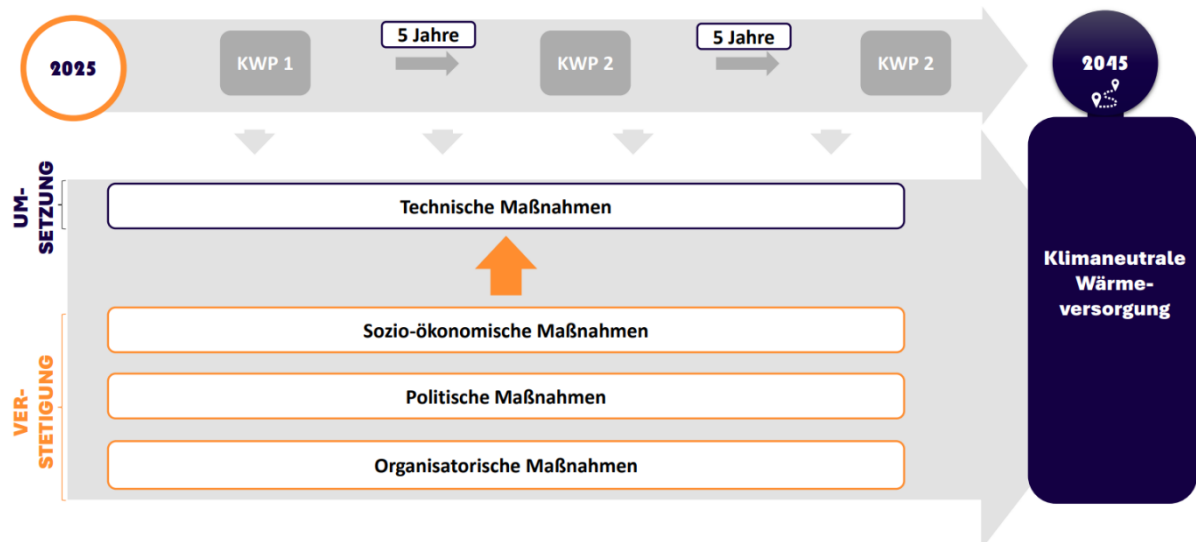 2025
KWP 1
5 Jahre
KWP 2
5 Jahre
KWP 2
2045
UM-
SETZUNG
Technische Maßnahmen
Klimaneutrale
Wärme-
versorgung
VER-
STETIGUNG
Sozio-ökonomische Maßnahmen
Politische Maßnahmen
Organisatorische Maßnahmen